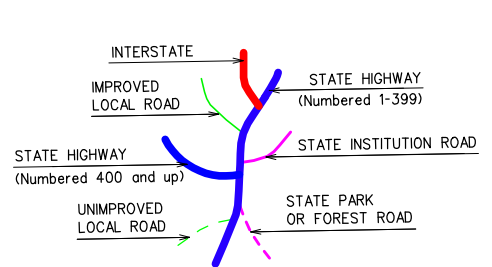 INTERSTATE
IMPROVED
LOCAL ROAD
STATE HIGHWAY
(Numbered 1-399)
STATE HIGHWAY
(Numbered 400 and up)
STATE INSTITUTION ROAD
UNIMPROVED
LOCAL ROAD
STATE PARK
OR FOREST ROAD